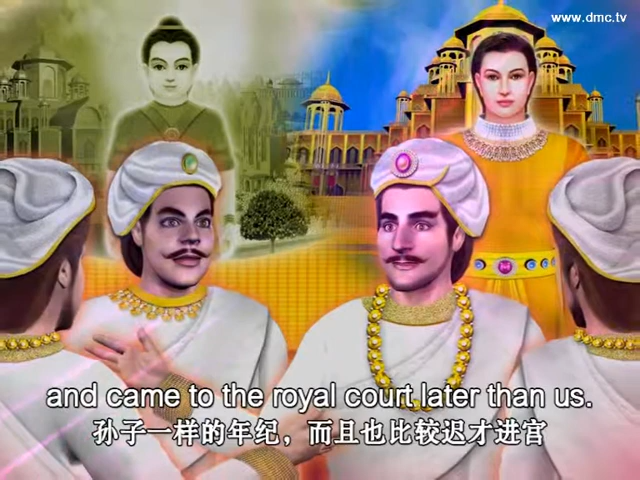 www.dmc.tv
and came to the royal court later than us.
孙子一样的年纪，而且也比较迟才进宫